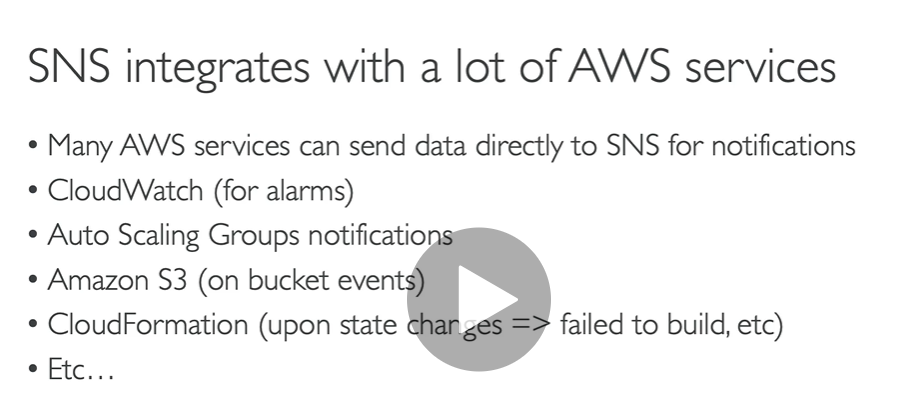 SNS integrates with a lot of AWS services
• Many AWS services can send data directly to SNS for notifications
• CloudWatch (for alarms)
• Auto Scaling Groups notifications
• Amazon S3 (on bucket events)
• CloudFormation (upon state changes => failed to build, etc)
• Etc…